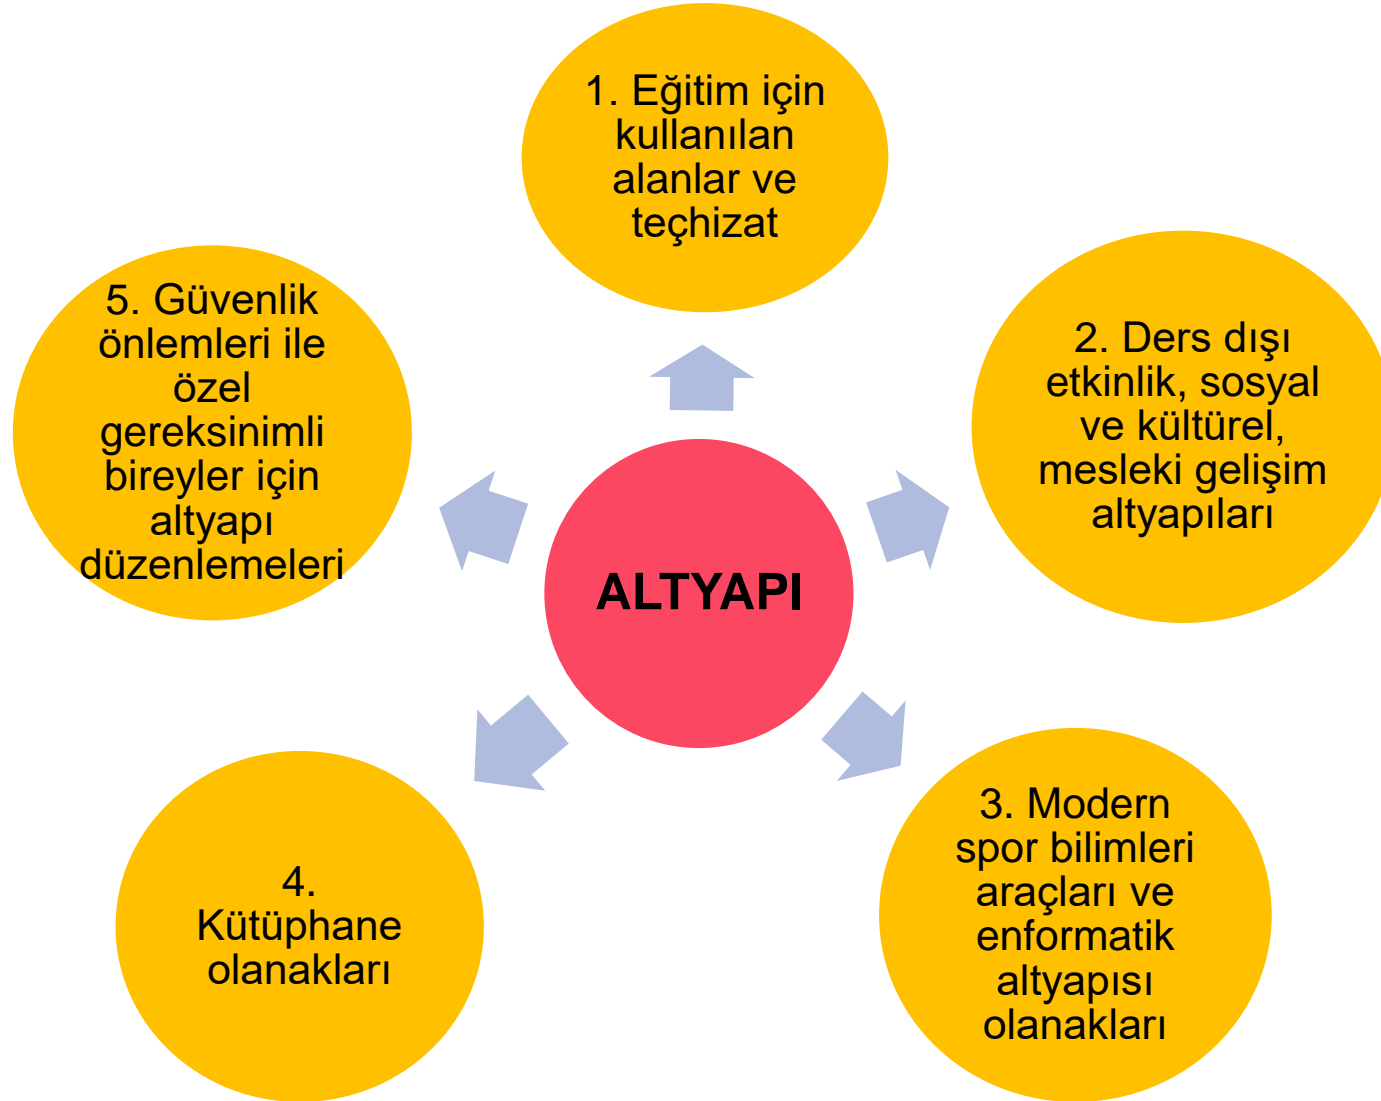 1. Eğitim için
kullanılan
alanlar ve
teçhizat
2. Ders dışı
etkinlik, sosyal
ve kültürel,
mesleki gelişim
altyapıları
3. Modern
spor bilimleri
araçları ve
enformatik
altyapısı
olanakları
4.
Kütüphane
olanakları
5. Güvenlik
önlemleri ile
özel
gereksinimli
bireyler için
altyapı
düzenlemeleri
ALTYAPI